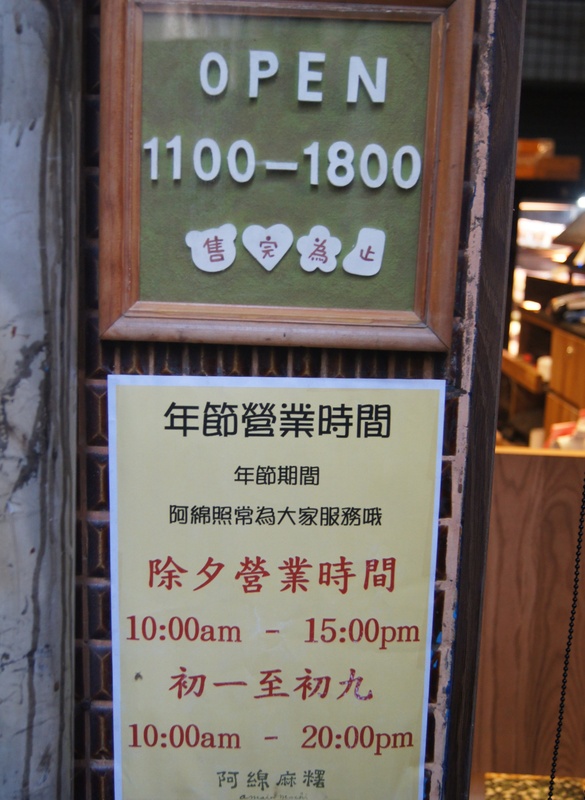 OPEN
1100-1800
售完為止
年節營業時間
年節期間
阿綿照常為大家服務哦
除夕營業時間
10:00am - 15:00pm
初一至初九
10:00am - 20:00pm
阿綿麻糬